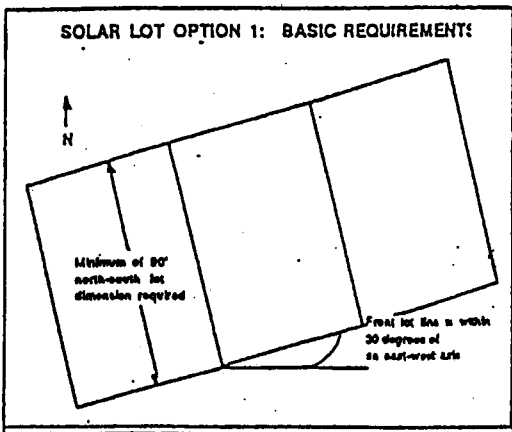 SOLAR LOT OPTION 1: BASIC REQUIREMENTS
N
Minimum of 90'
north-south lot
dimension required
Front lot line is within
30 degrees of
an east-west axis